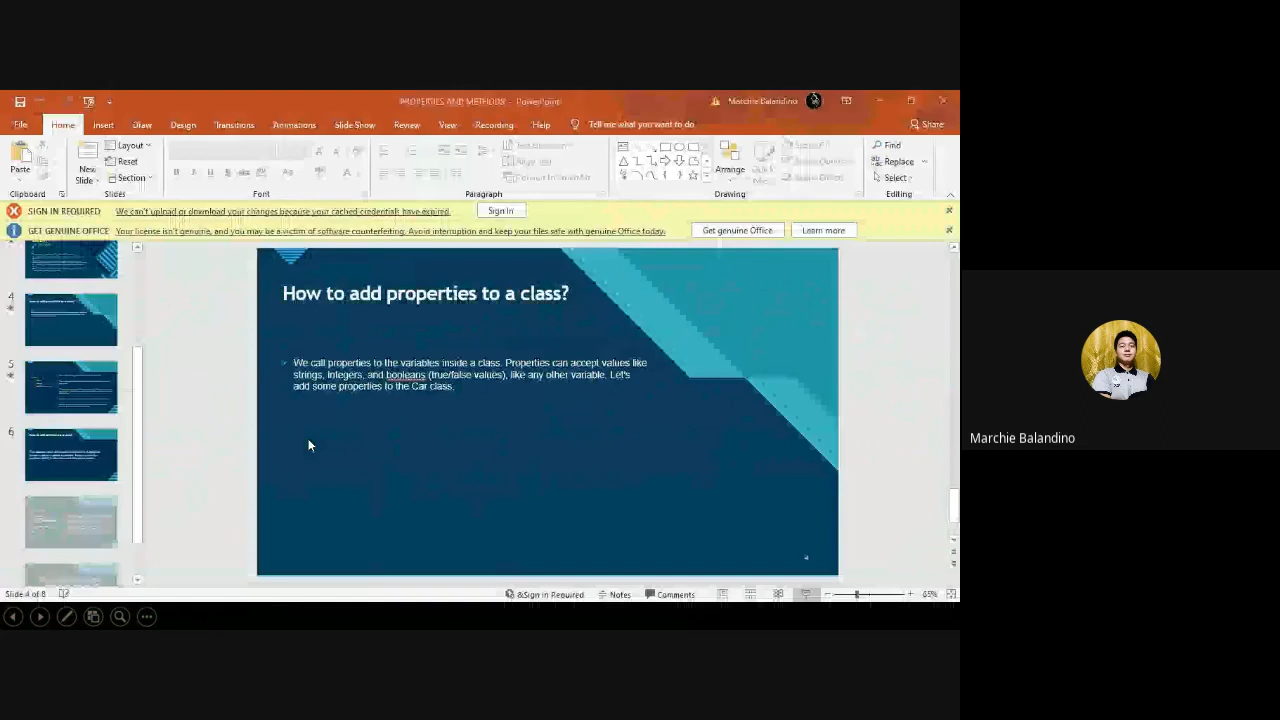 PROPERTIES AND METHODS - PowerPoint
Marchie Balandino
File Home Insert Draw Design Transitions Animations Slide Show Review View Recording Help Tell me what you want to do
Share
Paste
New
Slide
Layout
Reset
Section
Arrange
Find
Replace
Select
Clipboard Slides Font Paragraph Drawing Editing
SIGN IN REQUIRED We can't upload or download your changes because your cached credentials have expired. Sign in
GET GENUINE OFFICE Your license isn't genuine, and you may be a victim of software counterfeiting. Avoid interruption and keep your files safe with genuine Office today. Get genuine Office Learn more
4
5
6
How to add properties to a class?
We call properties to the variables inside a class. Properties can accept values like
strings, integers, and booleans (true/false values), like any other variable. Let's
add some properties to the Car class.
4
Slide 4 of 8
&Sign in Required Notes Comments
65%
Marchie Balandino